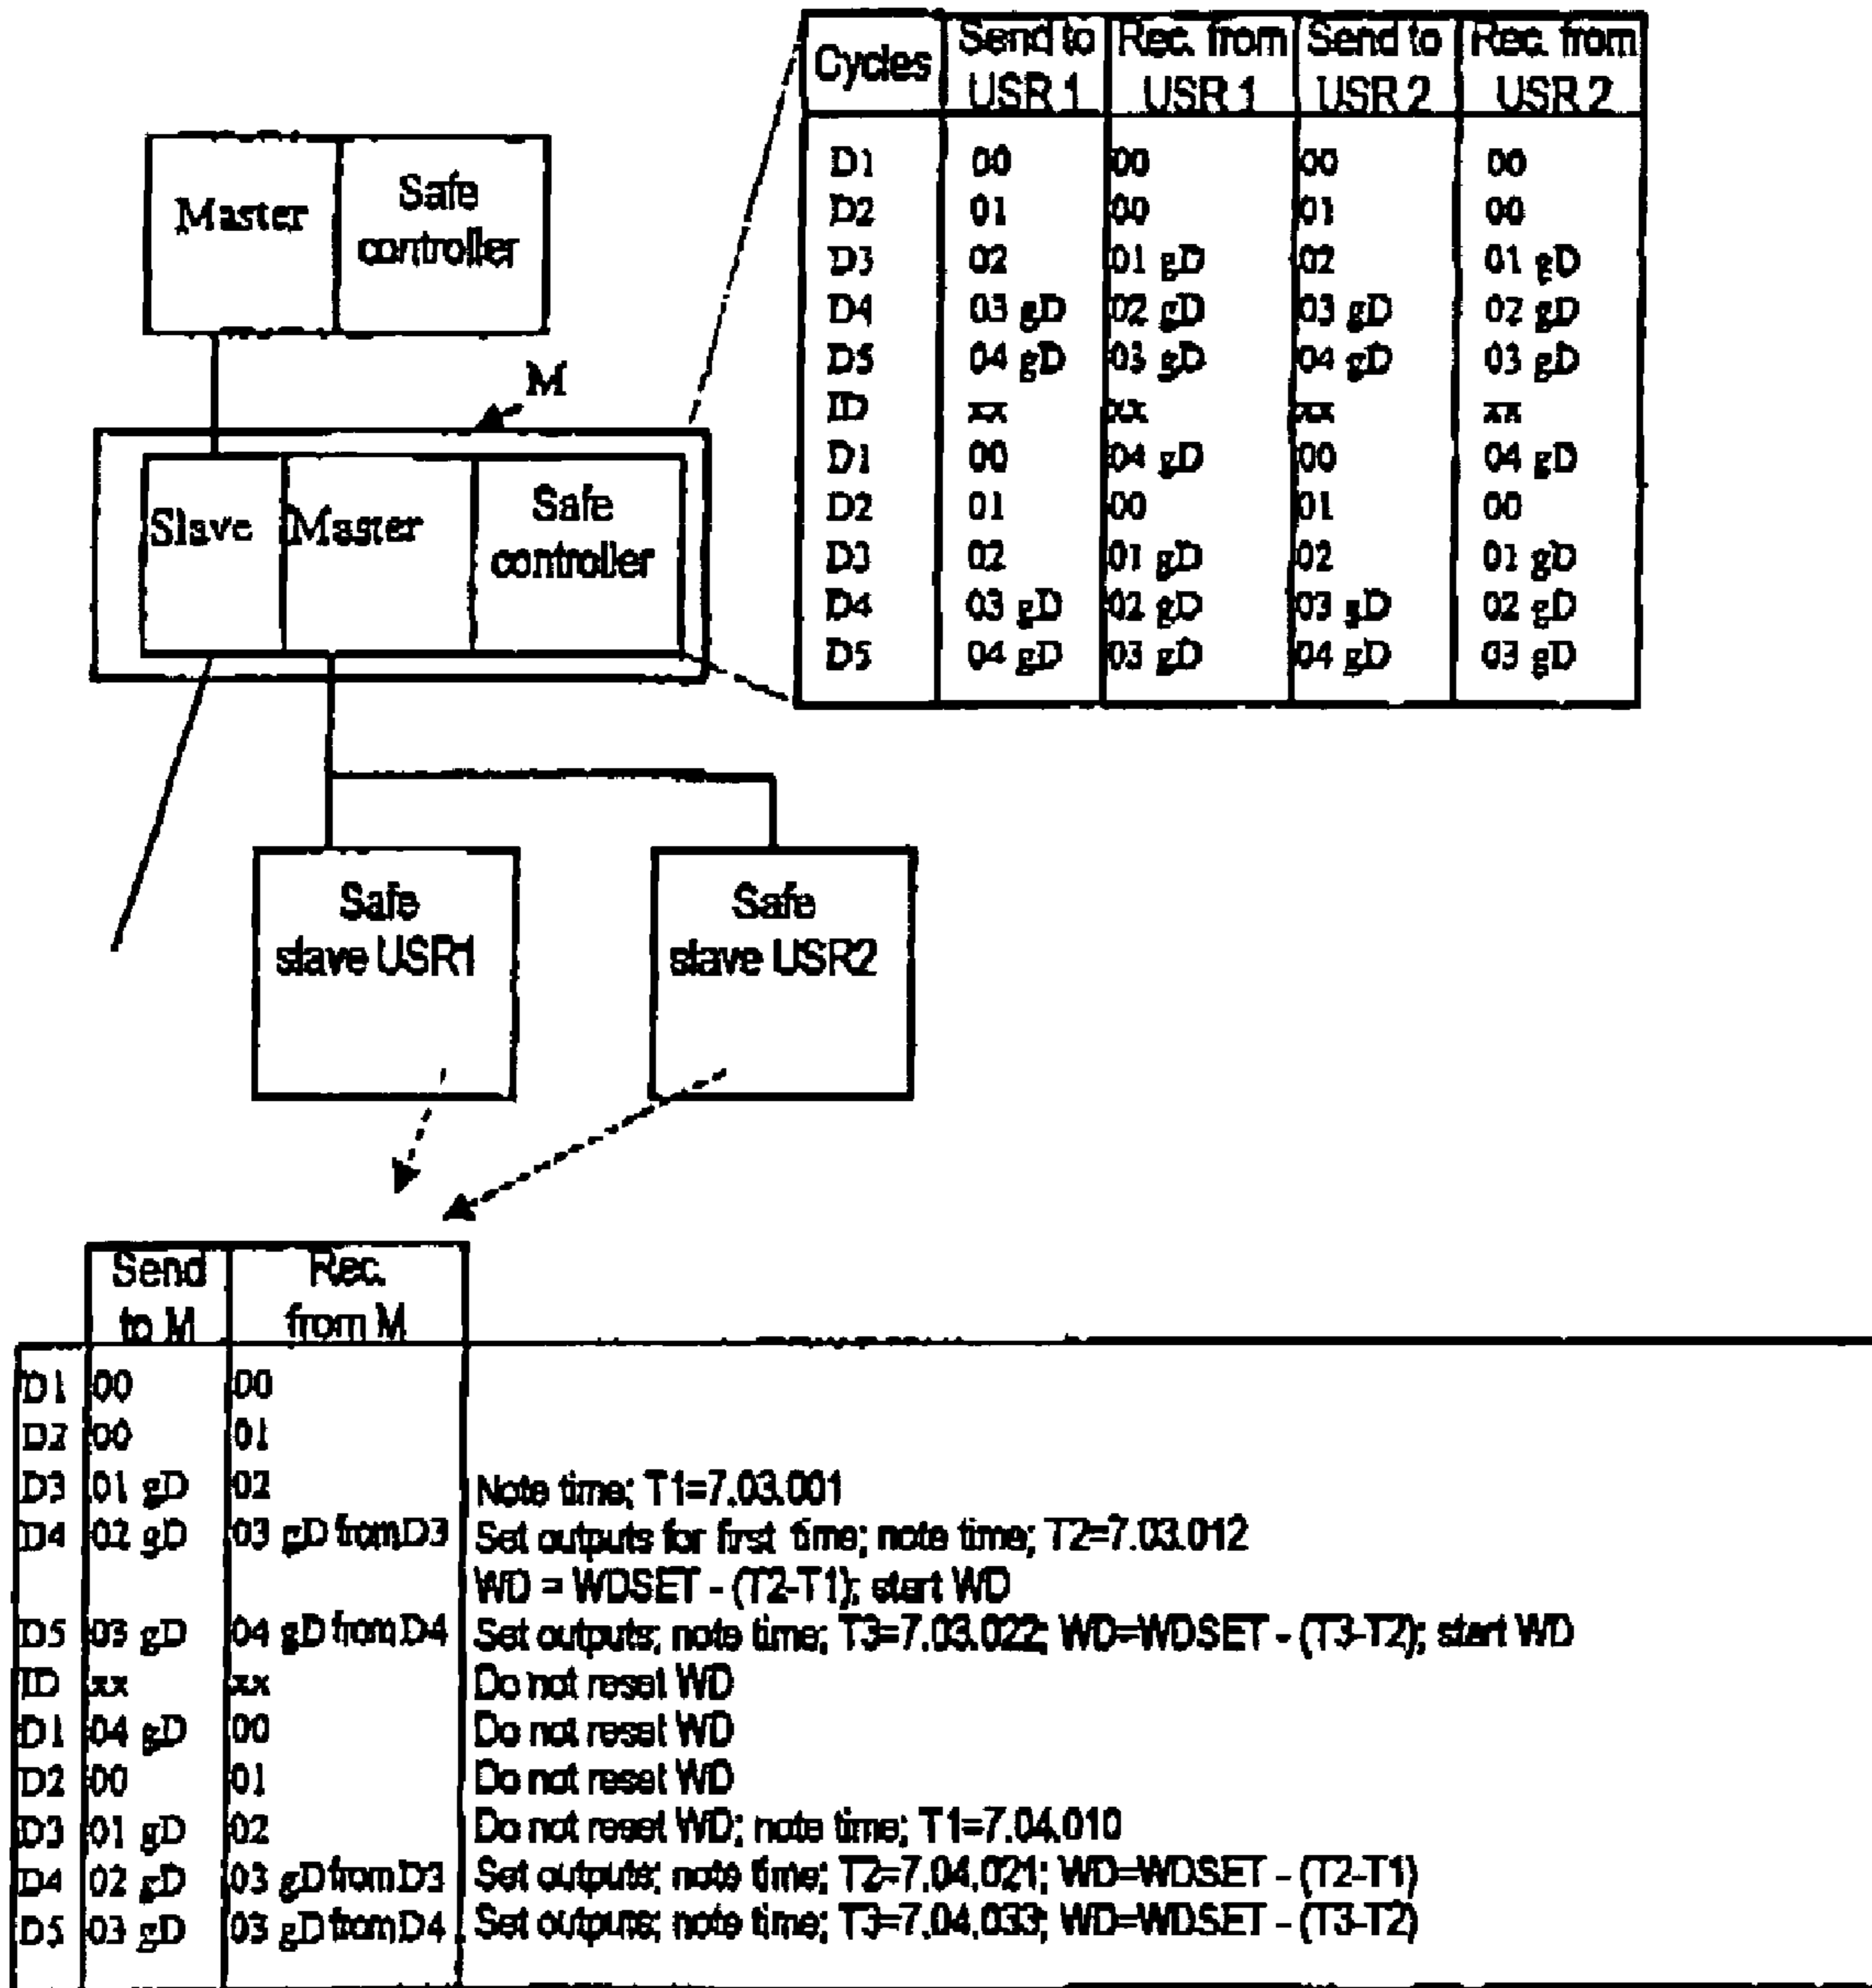 Cycles Send to USR 1 Rec. from USR 1 Send to USR 2 Rec. from USR 2
D1 00 00 00 00
D2 01 00 01 00
D3 02 01 gD 02 01 gD
D4 03 gD 02 gD 03 gD 02 gD
D5 04 gD 03 gD 04 gD 03 gD
ID xx xx xx xx
D1 00 04 gD 00 04 gD
D2 01 00 01 00
D3 02 01 gD 02 01 gD
D4 03 gD 02 gD 03 gD 02 gD
D5 04 gD 03 gD 04 gD 03 gD
Master
Safe
controller
M
Slave
Master
Safe
controller
Safe
slave USR1
Safe
slave USR2
Send to M Rec. from M
D1 00 00
D2 00 01
D3 01 gD 02 Note time; T1=7.03.001
D4 02 gD 03 gD from D3 Set outputs for first time; note time; T2=7.03.012
WD = WDSET - (T2-T1); start WD
D5 03 gD 04 gD from D4 Set outputs; note time; T3=7.03.022; WD=WDSET - (T3-T2); start WD
ID xx xx Do not reset WD
D1 04 gD 00 Do not reset WD
D2 00 01 Do not reset WD
D3 01 gD 02 Do not reset WD; note time; T1=7.04.010
D4 02 gD 03 gD from D3 Set outputs; note time; T2=7.04.021; WD=WDSET - (T2-T1)
D5 03 gD 03 gD from D4 Set outputs; note time; T3=7.04.033; WD=WDSET - (T3-T2)